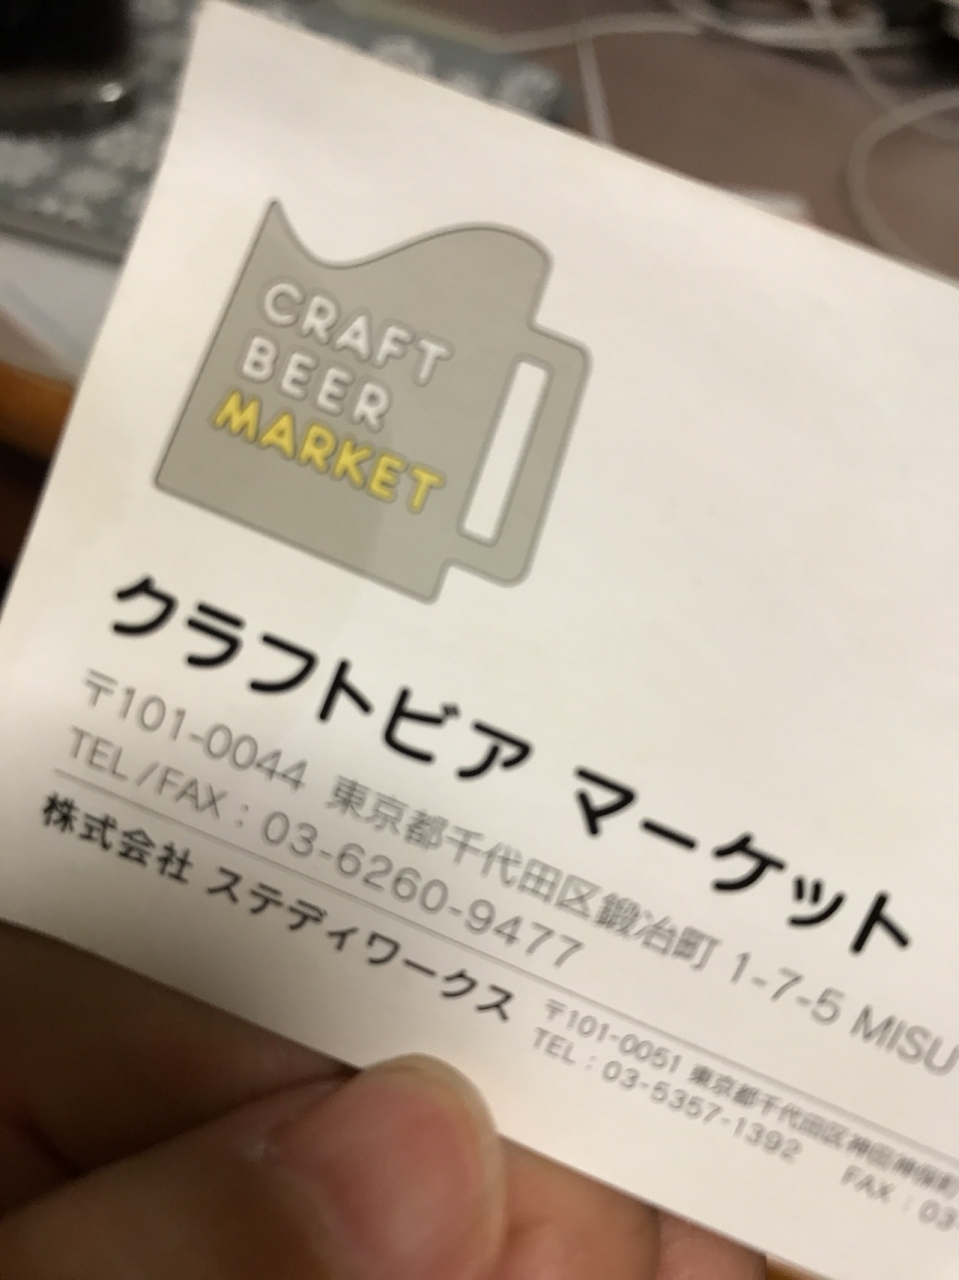 CRAFT
BEER
MARKET
クラフトビア マーケット
〒101-0044 東京都千代田区鍛冶町 1-7-5 MISU
TEL/FAX : 03-6260-9477
株式会社 ステディワークス
〒101-0051 東京都千代田区神田神保町
TEL : 03-5357-1392 FAX : 03-